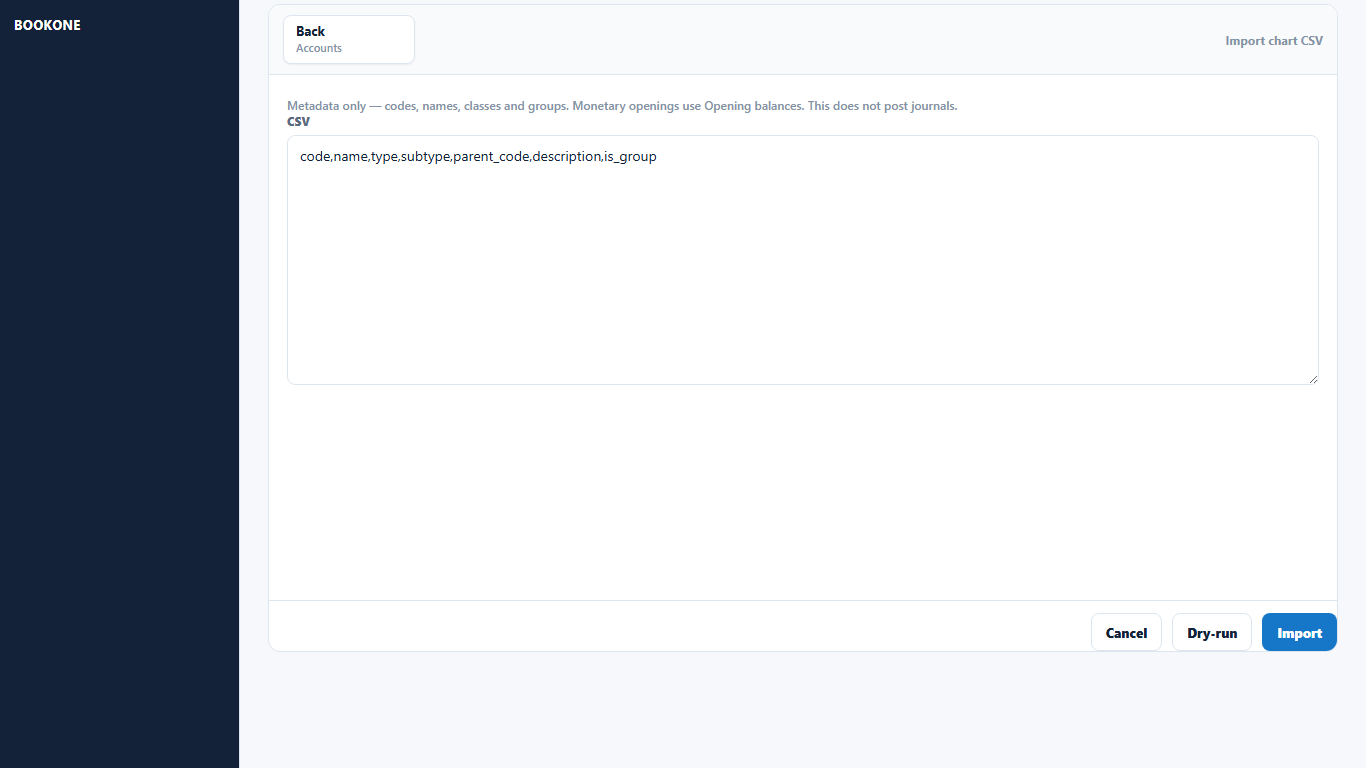 BOOKONE
Back
Accounts
Import chart CSV
Metadata only — codes, names, classes and groups. Monetary openings use Opening balances. This does not post journals.
CSV
code,name,type,subtype,parent_code,description,is_group
Cancel
Dry-run
Import